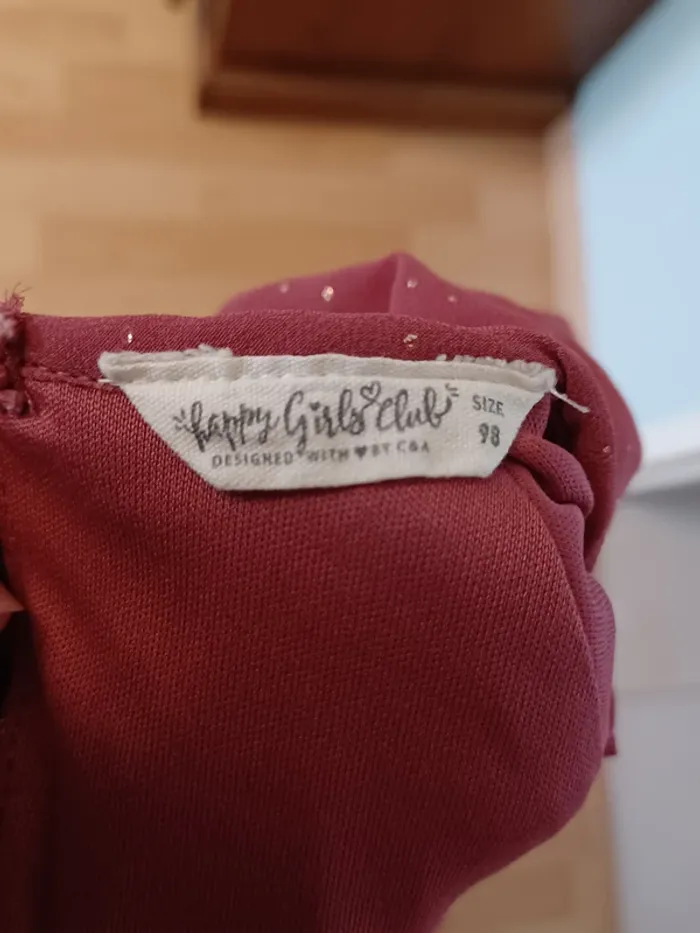 happy Girls Club
SIZE
98
DESIGNED WITH ♥ BY C&A